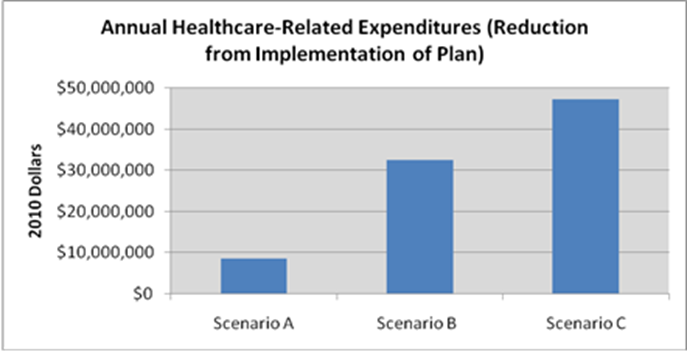 Annual Healthcare-Related Expenditures (Reduction
from Implementation of Plan)
2010 Dollars
$50,000,000
$40,000,000
$30,000,000
$20,000,000
$10,000,000
$0
Scenario A
Scenario B
Scenario C